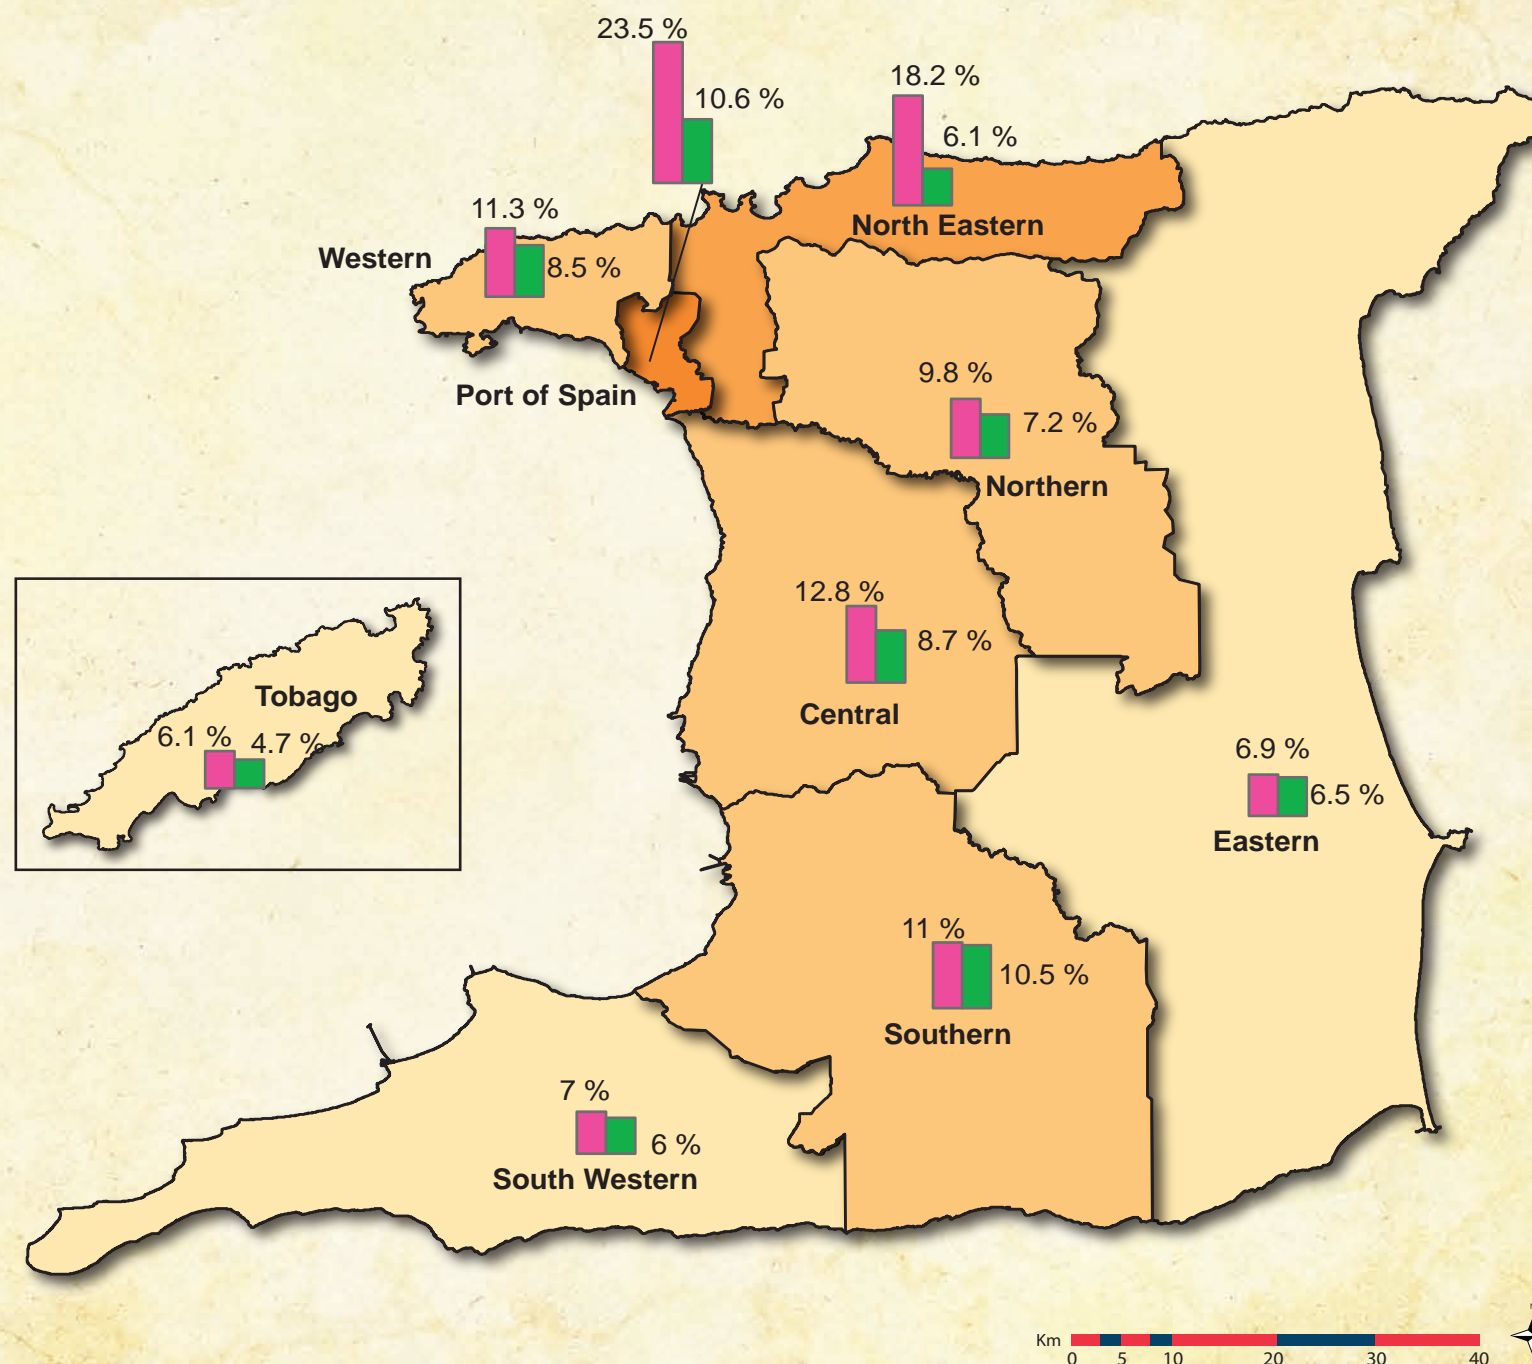 23.5 %
10.6 %
18.2 %
6.1 %
North Eastern
11.3 %
Western
8.5 %
Port of Spain
9.8 %
7.2 %
Northern
12.8 %
8.7 %
Central
Tobago
6.1 %
4.7 %
6.9 %
6.5 %
Eastern
11 %
10.5 %
Southern
7 %
6 %
South Western
Km
0 5 10 20 30 40